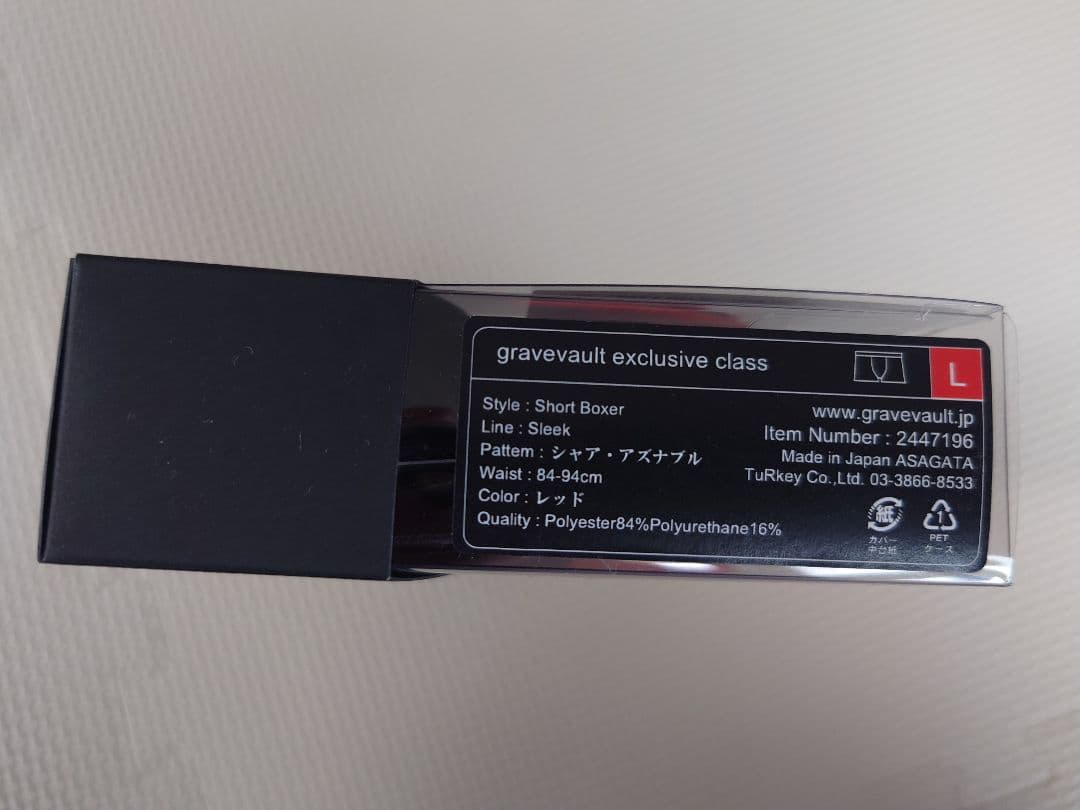 gravevault exclusive class
L
Style : Short Boxer
Line : Sleek
Pattem : シャア・アズナブル
Waist : 84-94cm
Color : レッド
Quality : Polyester84%Polyurethane16%
www.gravevault.jp
Item Number : 2447196
Made in Japan ASAGATA
TuRkey Co.,Ltd. 03-3866-8533
紙
カバー
中台紙
1
PET
ケース